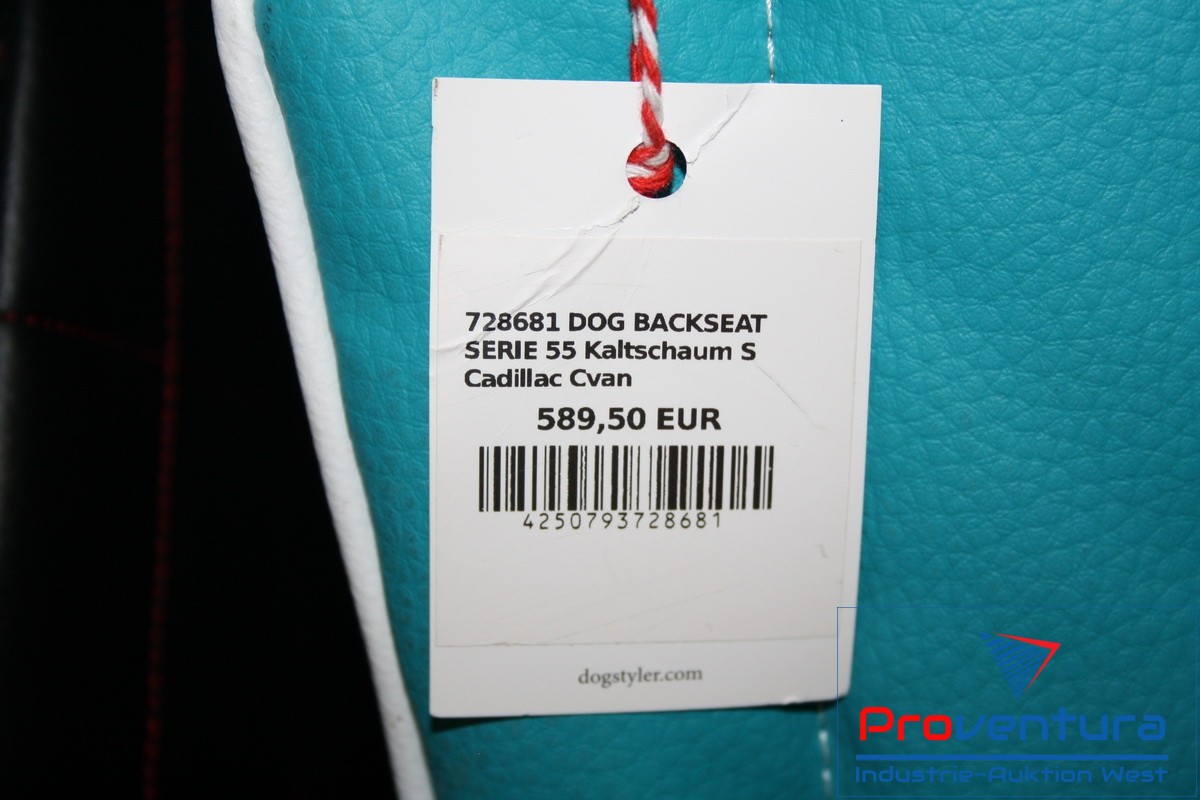 728681 DOG BACKSEAT
SERIE 55 Kaltschaum S
Cadillac Cvan
589,50 EUR
4250793728681
dogstyler.com
Proventura
Industrie-Auktion West